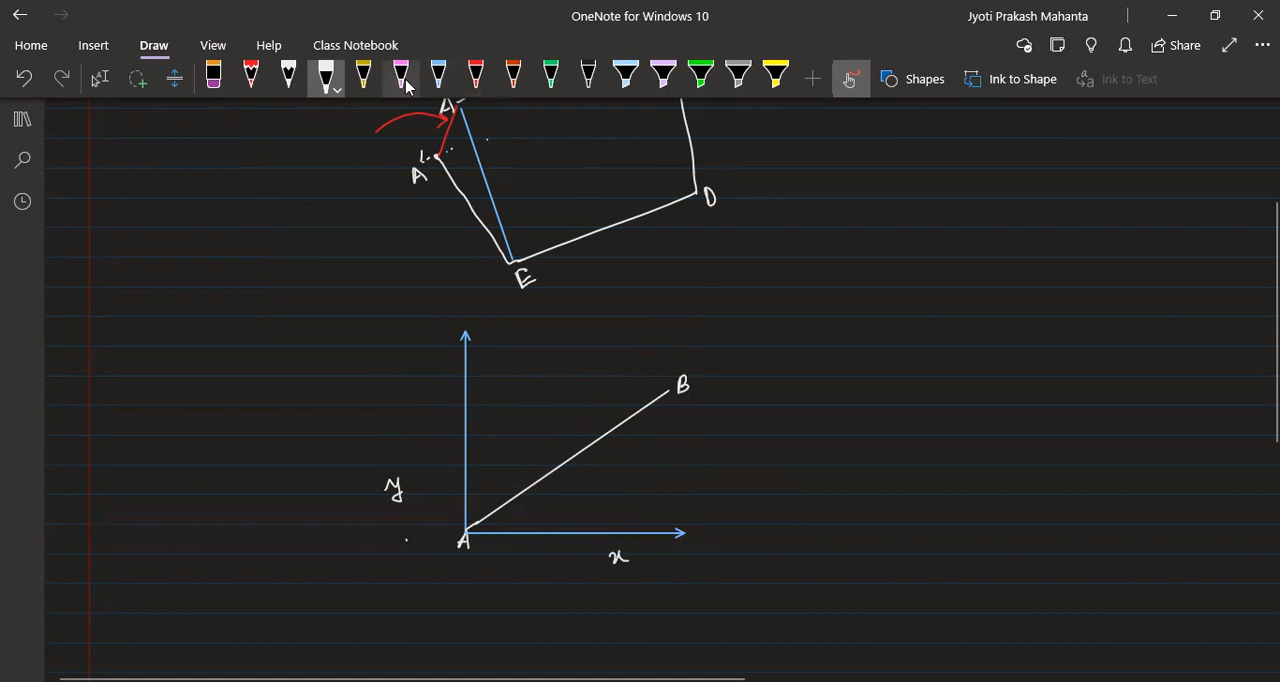 OneNote for Windows 10
Jyoti Prakash Mahanta
Home Insert Draw View Help Class Notebook
Share
Shapes
Ink to Shape
Ink to Text
A
A'
D
E
B
y
A
x